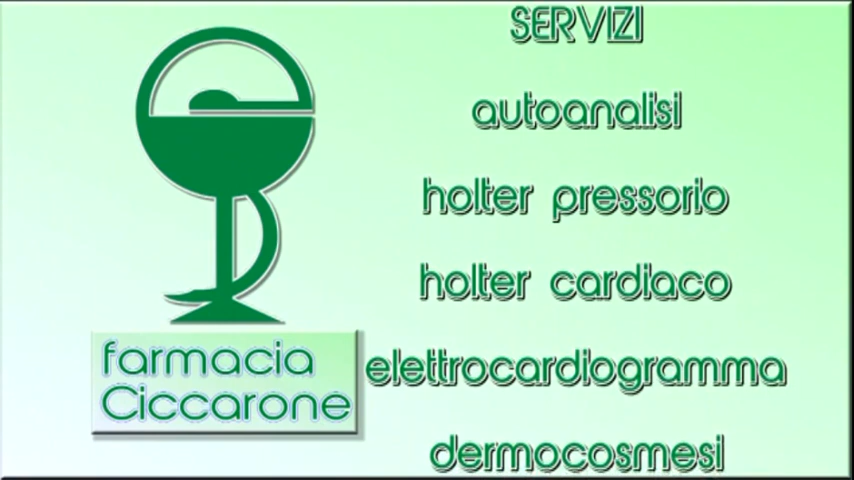 SERVIZI
autoanalisi
holter pressorio
holter cardiaco
elettrocardiogramma
dermocosmesi
farmacia
Ciccarone